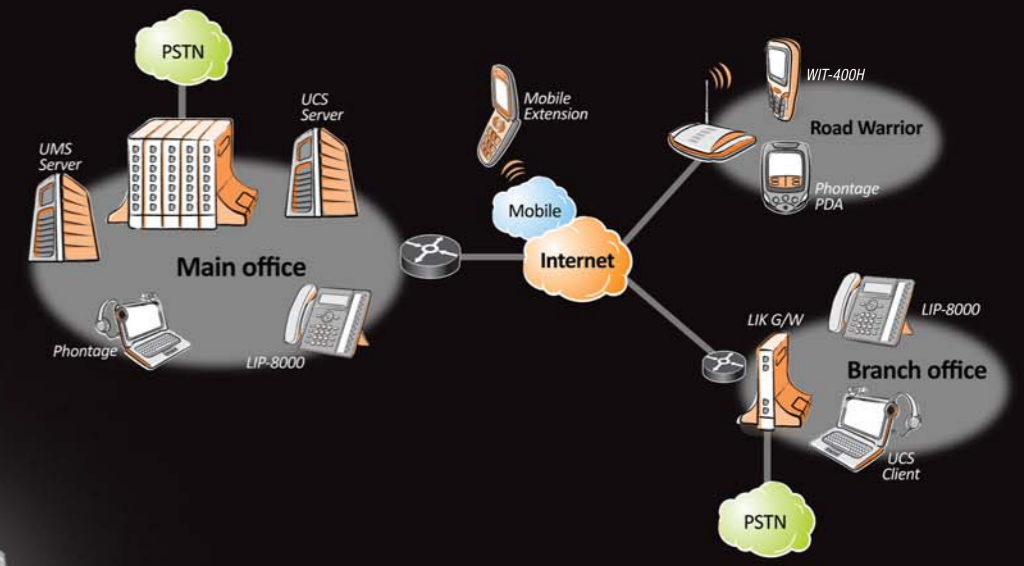 PSTN
UCS
Server
UMS
Server
Main office
Phontage
LIP-8000
Mobile
Extension
Mobile
Internet
WIT-400H
Road Warrior
Phontage
PDA
LIK G/W
LIP-8000
Branch office
UCS
Client
PSTN